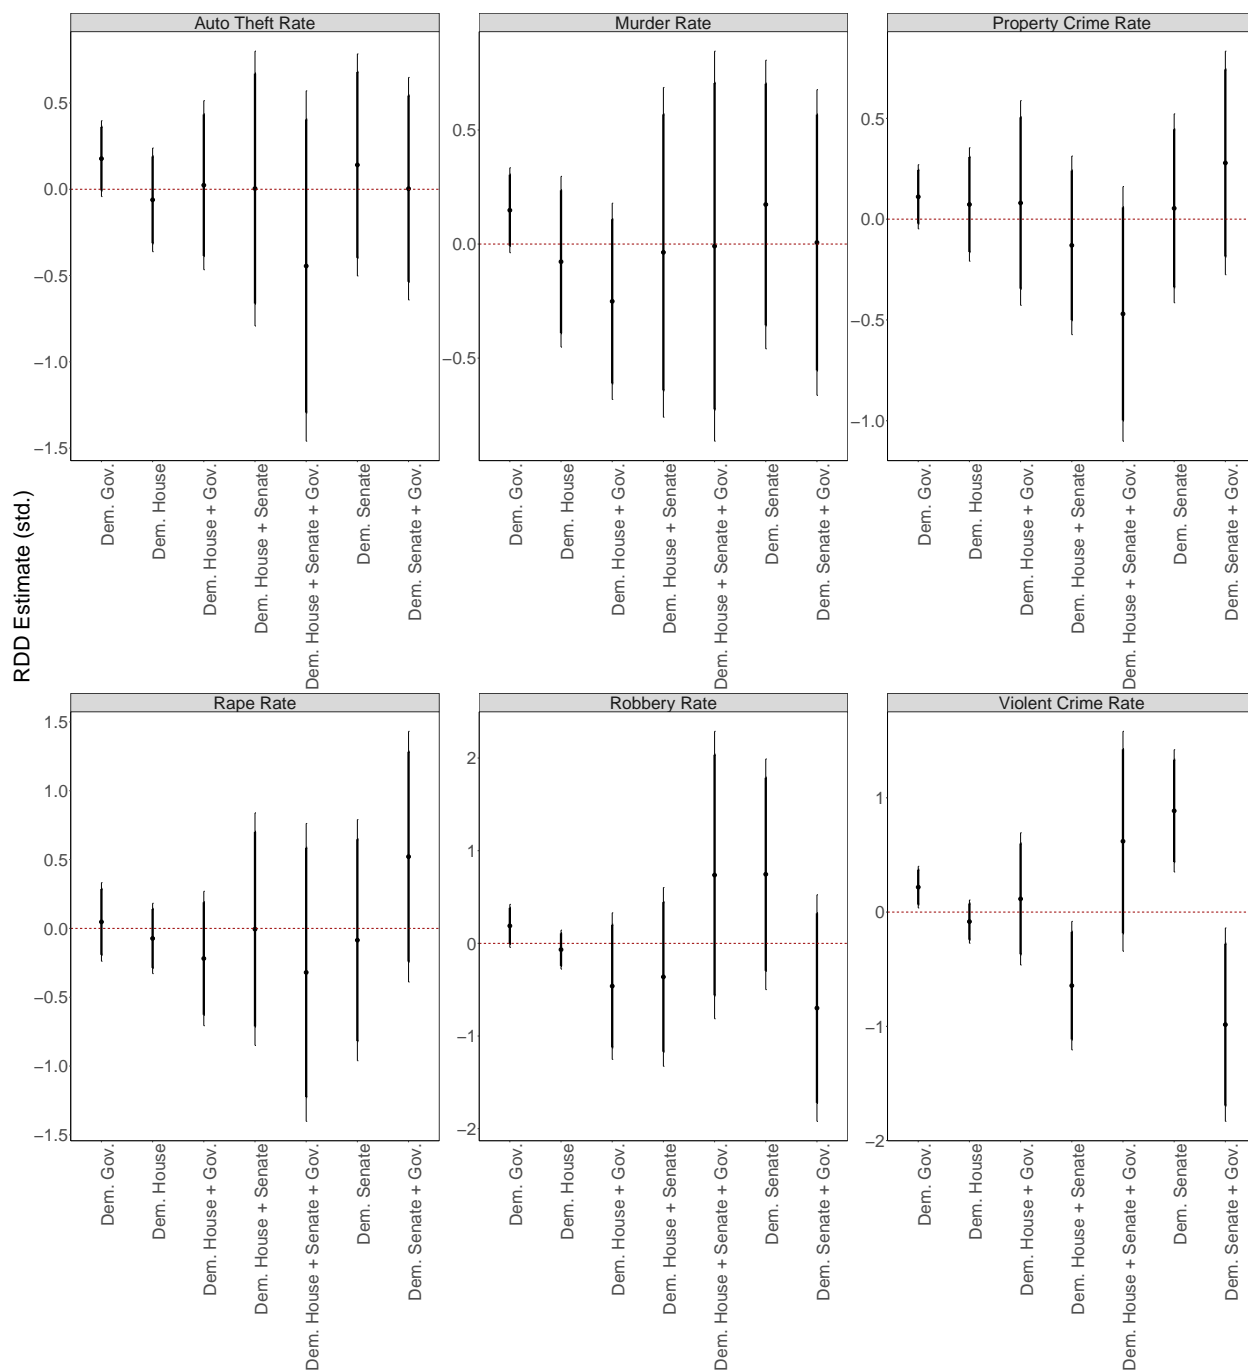 RDD Estimate (std.)
Auto Theft Rate
0.5
0.0
−0.5
−1.0
−1.5
Dem. Gov.
Dem. House
Dem. House + Gov.
Dem. House + Senate
Dem. House + Senate + Gov.
Dem. Senate
Dem. Senate + Gov.
Murder Rate
0.5
0.0
−0.5
Dem. Gov.
Dem. House
Dem. House + Gov.
Dem. House + Senate
Dem. House + Senate + Gov.
Dem. Senate
Dem. Senate + Gov.
Property Crime Rate
0.5
0.0
−0.5
−1.0
Dem. Gov.
Dem. House
Dem. House + Gov.
Dem. House + Senate
Dem. House + Senate + Gov.
Dem. Senate
Dem. Senate + Gov.
Rape Rate
1.5
1.0
0.5
0.0
−0.5
−1.0
−1.5
Dem. Gov.
Dem. House
Dem. House + Gov.
Dem. House + Senate
Dem. House + Senate + Gov.
Dem. Senate
Dem. Senate + Gov.
Robbery Rate
2
1
0
−1
−2
Dem. Gov.
Dem. House
Dem. House + Gov.
Dem. House + Senate
Dem. House + Senate + Gov.
Dem. Senate
Dem. Senate + Gov.
Violent Crime Rate
1
0
−1
−2
Dem. Gov.
Dem. House
Dem. House + Gov.
Dem. House + Senate
Dem. House + Senate + Gov.
Dem. Senate
Dem. Senate + Gov.